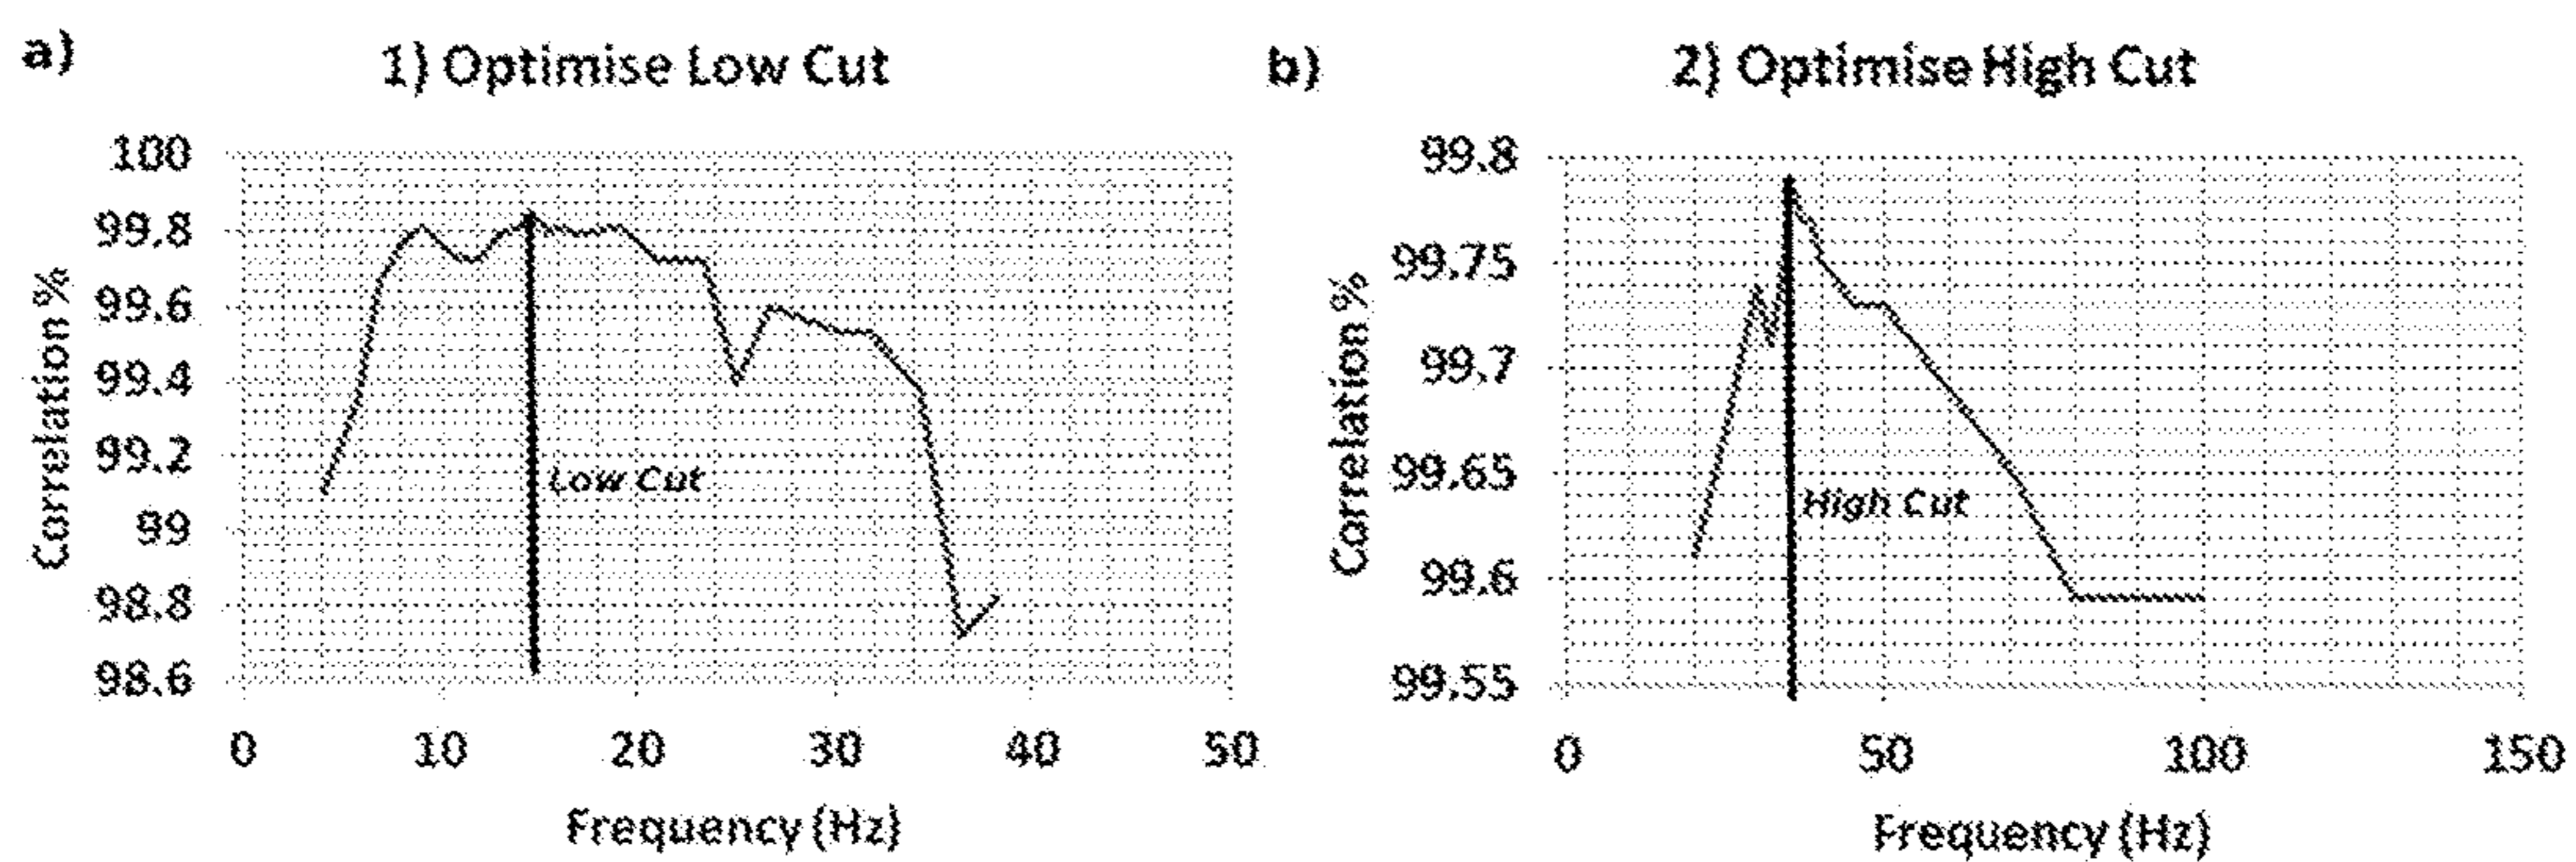 a)
1) Optimise Low Cut
100
99.8
99.6
99.4
99.2
99
98.8
98.6
Correlation %
Low Cut
0 10 20 30 40 50
Frequency (Hz)
b)
2) Optimise High Cut
99.8
99.75
99.7
99.65
99.6
99.55
Correlation %
High Cut
0 50 100 150
Frequency (Hz)